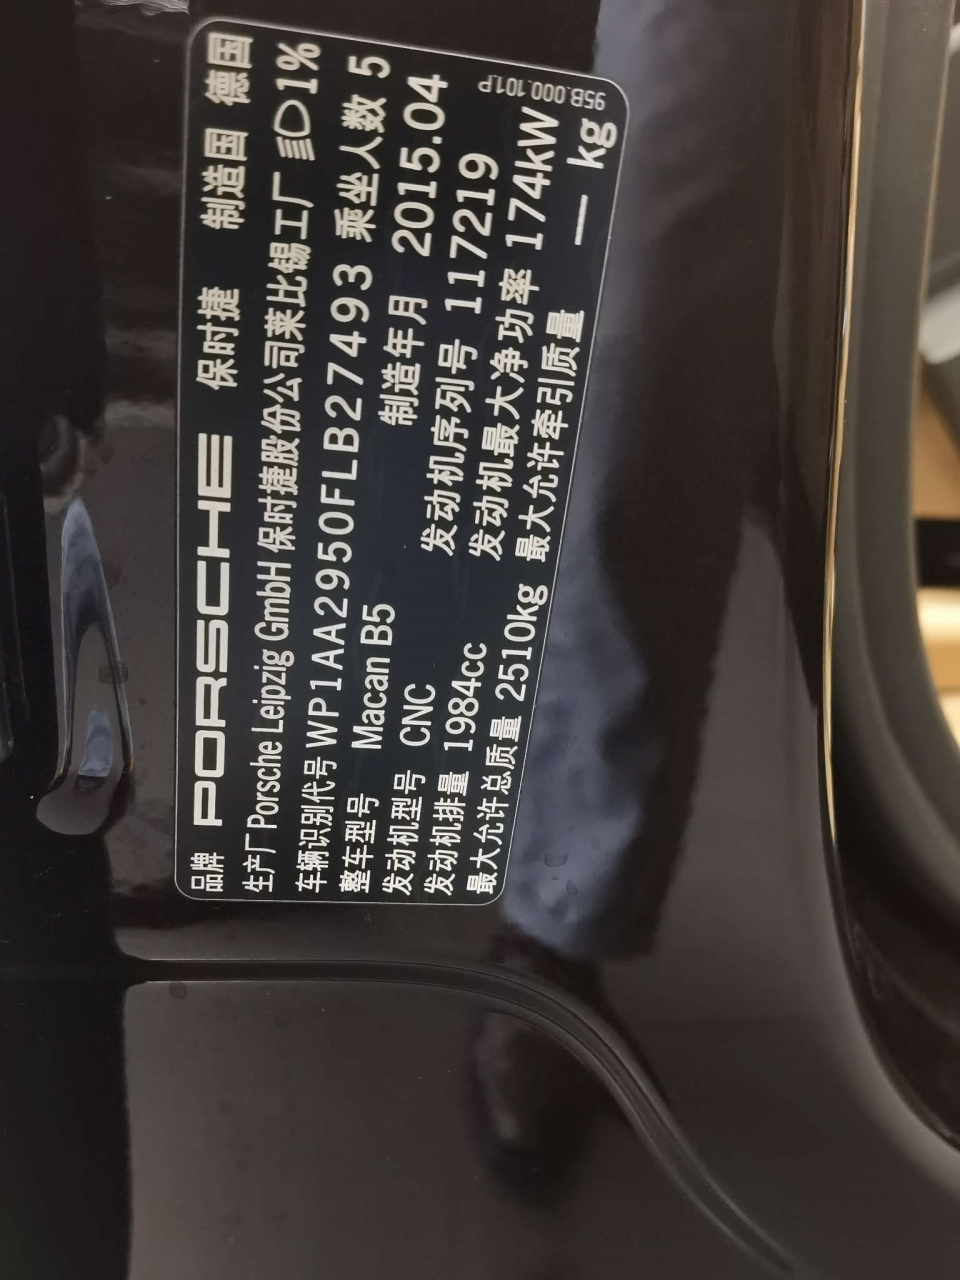 品牌 PORSCHE 保时捷 制造国 德国
生产厂 Porsche Leipzig GmbH 保时捷股份公司莱比锡工厂 1%
车辆识别代号 WP1AA2950FLB27493 乘坐人数 5
整车型号 Macan B5 制造年月 2015.04
发动机型号 CNC 发动机序列号 117219
发动机排量 1984cc 发动机最大净功率 174kW
最大允许总质量 2510kg 最大允许牵引质量 — kg
95B.000.101.P